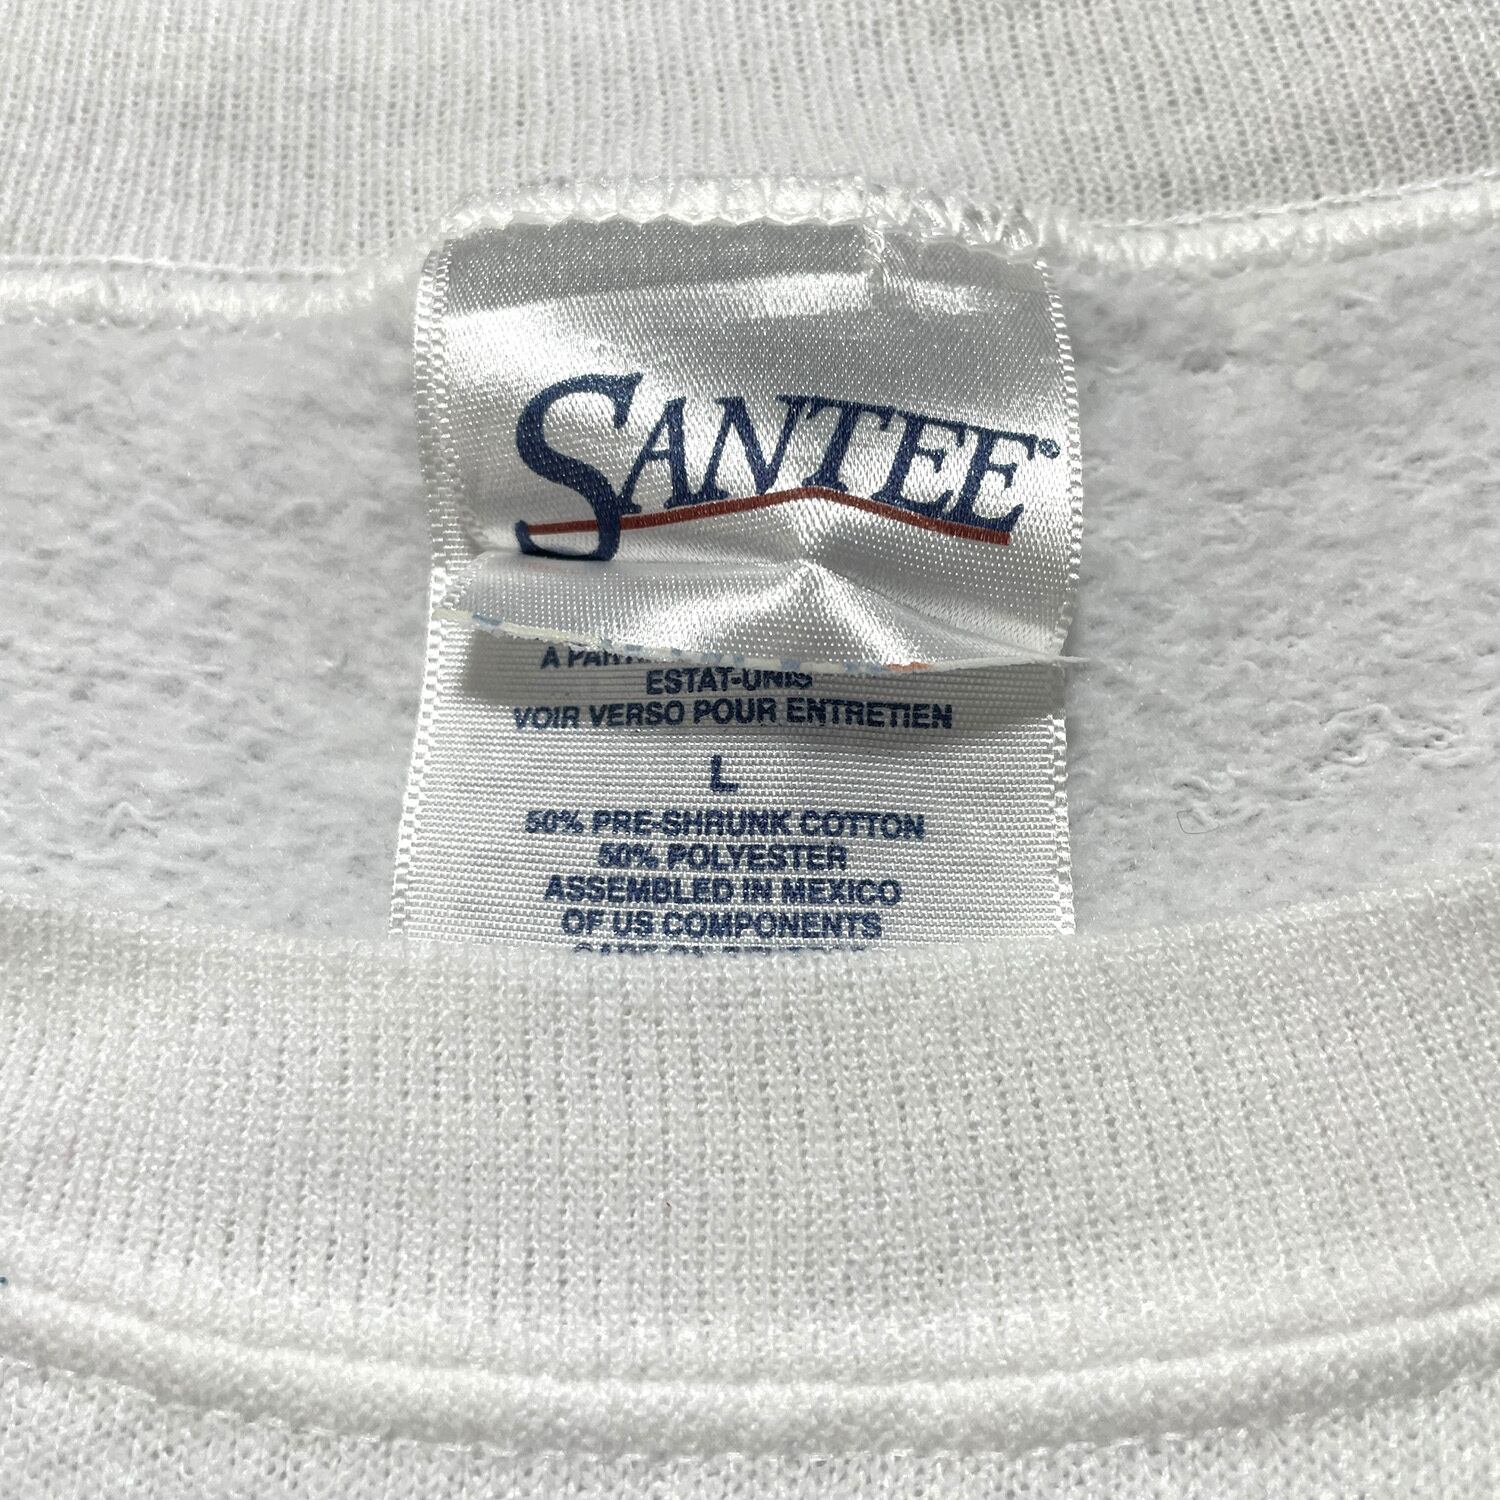 SANTEE®
A
ESTAT-UNIS
VOIR VERSO POUR ENTRETIEN
L
50% PRE-SHRUNK COTTON
50% POLYESTER
ASSEMBLED IN MEXICO
OF US COMPONENTS